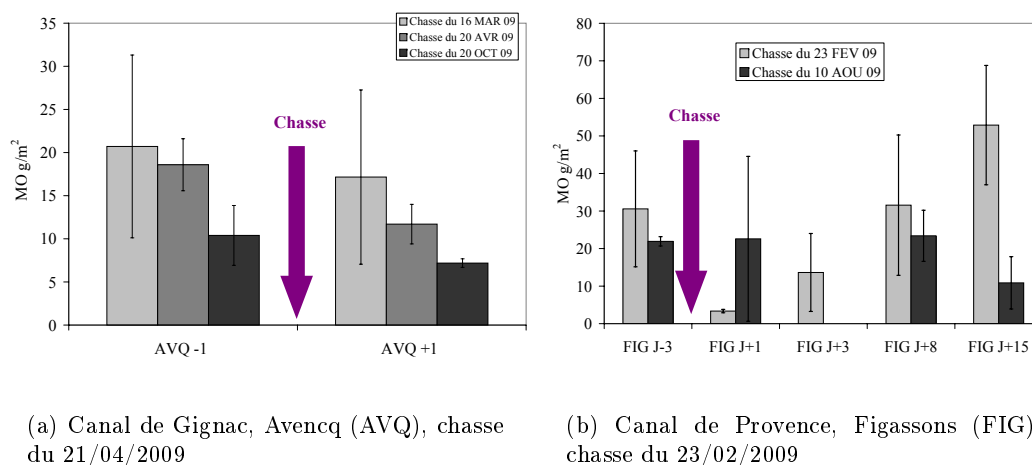 35
30
25
20
15
10
5
0
MO g/m²
Chasse du 16 MAR 09
Chasse du 20 AVR 09
Chasse du 20 OCT 09
Chasse
AVQ -1
AVQ +1
80
70
60
50
40
30
20
10
0
MO g/m²
Chasse du 23 FEV 09
Chasse du 10 AOU 09
Chasse
FIG J-3
FIG J+1
FIG J+3
FIG J+8
FIG J+15
(a) Canal de Gignac, Avencq (AVQ), chasse
du 21/04/2009
(b) Canal de Provence, Figassons (FIG)
chasse du 23/02/2009